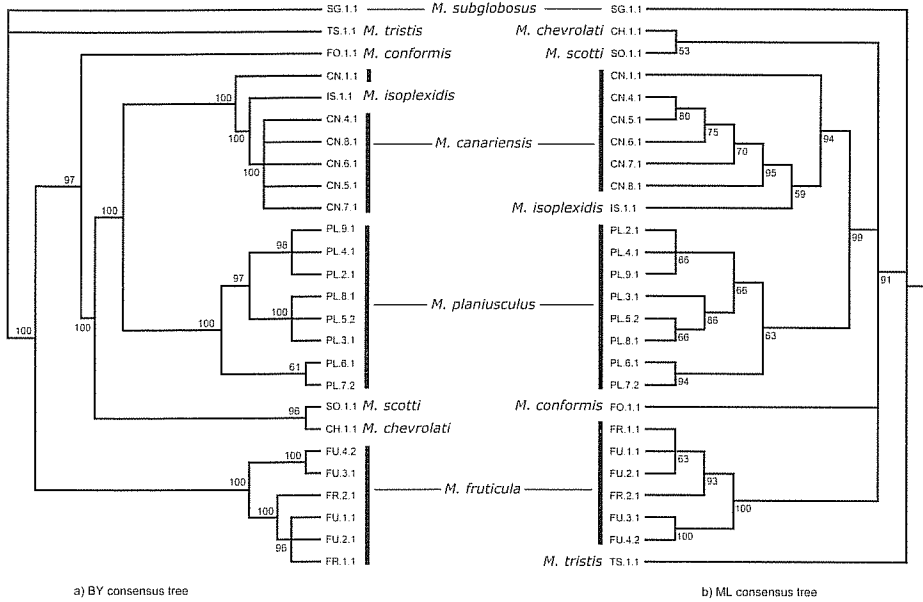 SG.1.1 M. subglobosus SG.1.1
TS.1.1 M. tristis M. chevrolati CH.1.1
53
FO.1.1 M. conformis M. scotti SO.1.1
CN.1.1 CN.1.1
100
IS.1.1 M. isoplexidis CN.4.1
80
CN.4.1 CN.5.1
100 75 94
CN.8.1 M. canariensis CN.6.1
70
CN.6.1 CN.7.1
100 95
CN.5.1 CN.8.1
97 59
CN.7.1 M. isoplexidis IS.1.1
100
PL.9.1 PL.2.1
98 99
PL.4.1 PL.4.1
66
PL.2.1 PL.9.1
97 91
PL.8.1 PL.3.1
66
PL.5.2 M. planiusculus PL.5.2
100 86
PL.3.1 PL.8.1
100 100 100 66 63
PL.6.1 PL.6.1
61
PL.7.2 PL.7.2
94
SO.1.1 M. scotti M. conformis FO.1.1
96
CH.1.1 M. chevrolati FR.1.1
FU.4.2 FU.1.1
100 63
FU.3.1 FU.2.1
100 93
FR.2.1 M. fruticula FR.2.1
100 100
FU.1.1 FU.3.1
FU.2.1 FU.4.2
96 100
FR.1.1 M. tristis TS.1.1
a) BY consensus tree b) ML consensus tree